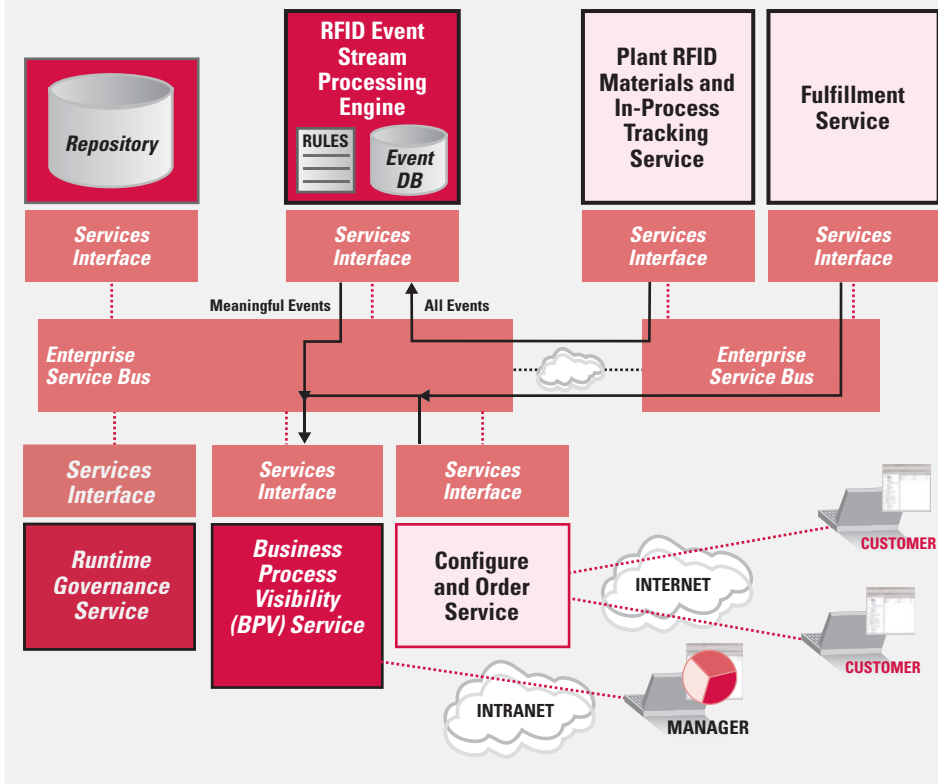 RFID Event
Stream
Processing
Engine
RULES
Event
DB
Repository
Plant RFID
Materials and
In-Process
Tracking
Service
Fulfillment
Service
Services
Interface
Services
Interface
Services
Interface
Services
Interface
Meaningful Events
All Events
Enterprise
Service Bus
Enterprise
Service Bus
Services
Interface
Services
Interface
Services
Interface
Runtime
Governance
Service
Business
Process
Visibility
(BPV) Service
Configure
and Order
Service
INTERNET
CUSTOMER
CUSTOMER
INTRANET
MANAGER